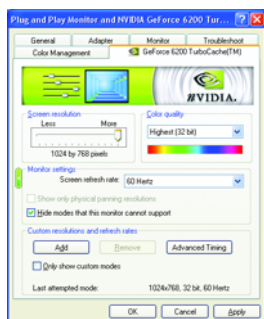 Plug and Play Monitor and NVIDIA GeForce 6200 Tur...
General Adapter Monitor Troubleshoot
Color Management GeForce 6200 TurboCache(TM)
NVIDIA.
Screen resolution
Less More
1024 by 768 pixels
Color quality
Highest (32 bit)
Monitor settings
Screen refresh rate: 60 Hertz
Show only physical panning resolutions
Hide modes that this monitor cannot support
Custom resolutions and refresh rates
Add Remove Advanced Timing
Only show custom modes
Last attempted mode: 1024x768, 32 bit, 60 Hertz
OK Cancel Apply